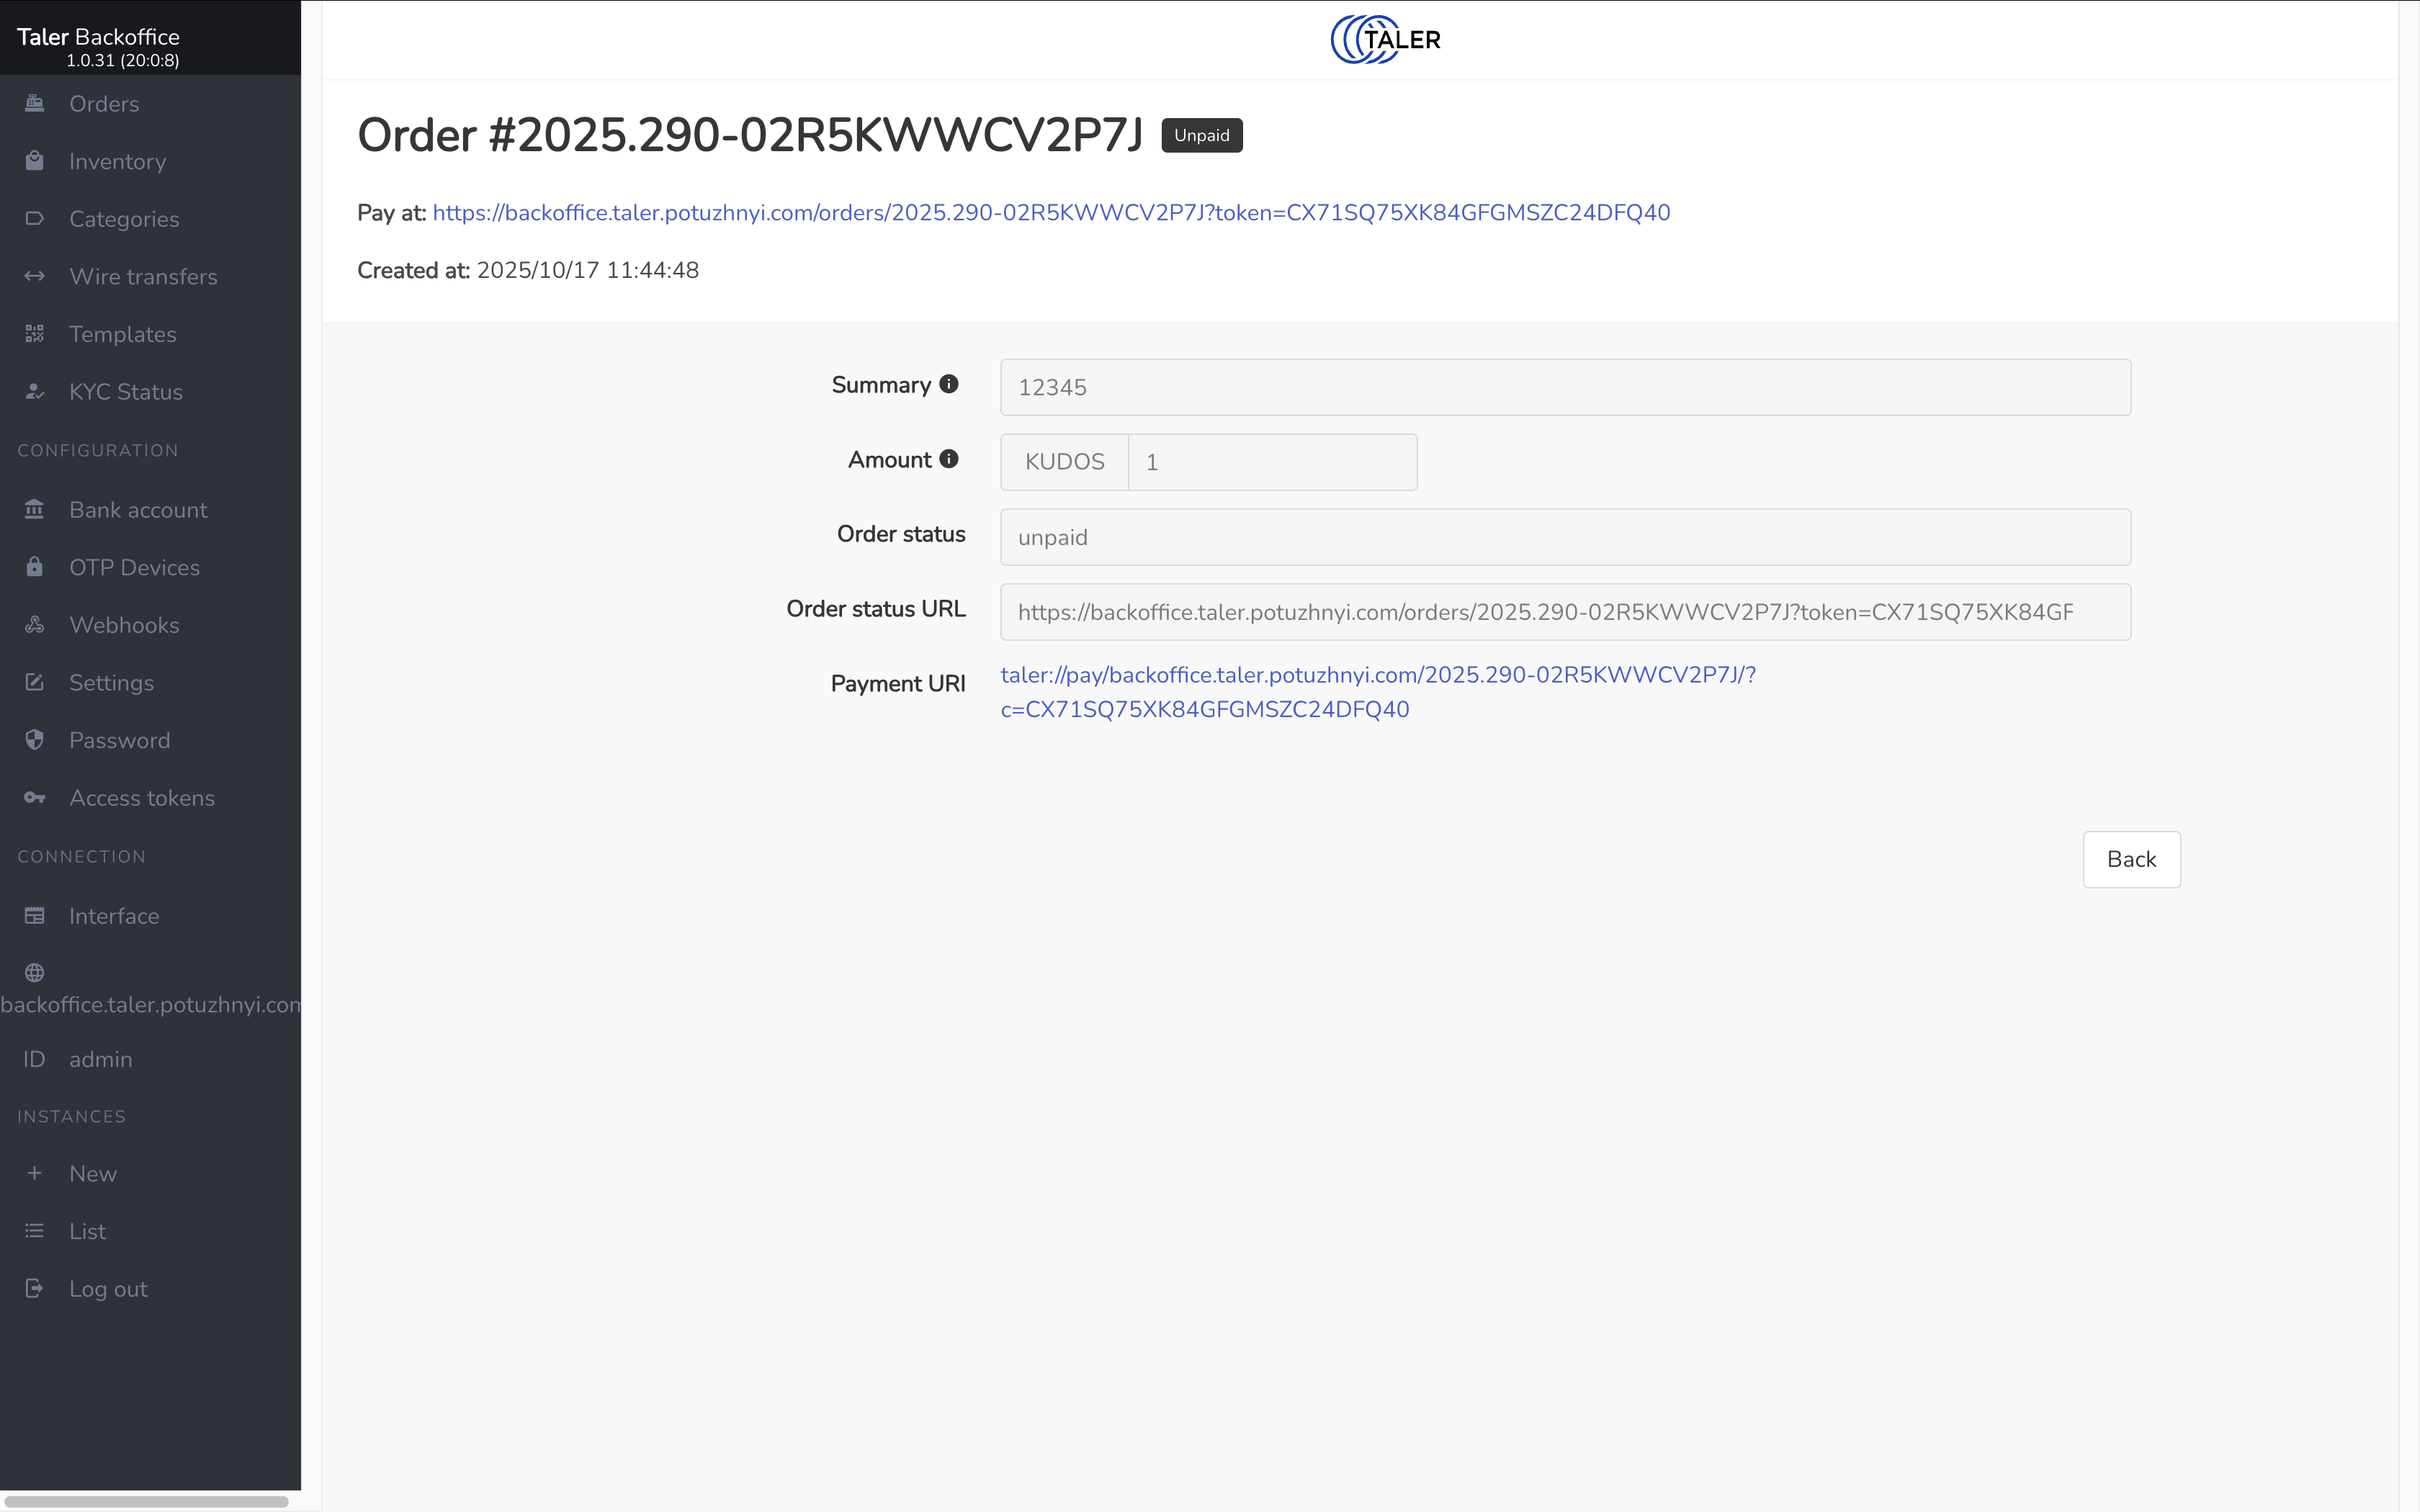 Taler Backoffice
1.0.31 (20:0:8)
Orders
Inventory
Categories
Wire transfers
Templates
KYC Status
CONFIGURATION
Bank account
OTP Devices
Webhooks
Settings
Password
Access tokens
CONNECTION
Interface
backoffice.taler.potuzhnyi.com
ID admin
INSTANCES
New
List
Log out
TALER
Order #2025.290-02R5KWWCV2P7J Unpaid
Pay at: https://backoffice.taler.potuzhnyi.com/orders/2025.290-02R5KWWCV2P7J?token=CX71SQ75XK84GFGMSZC24DFQ40
Created at: 2025/10/17 11:44:48
Summary 12345
Amount KUDOS 1
Order status unpaid
Order status URL https://backoffice.taler.potuzhnyi.com/orders/2025.290-02R5KWWCV2P7J?token=CX71SQ75XK84GF
Payment URI taler://pay/backoffice.taler.potuzhnyi.com/2025.290-02R5KWWCV2P7J/?
c=CX71SQ75XK84GFGMSZC24DFQ40
Back